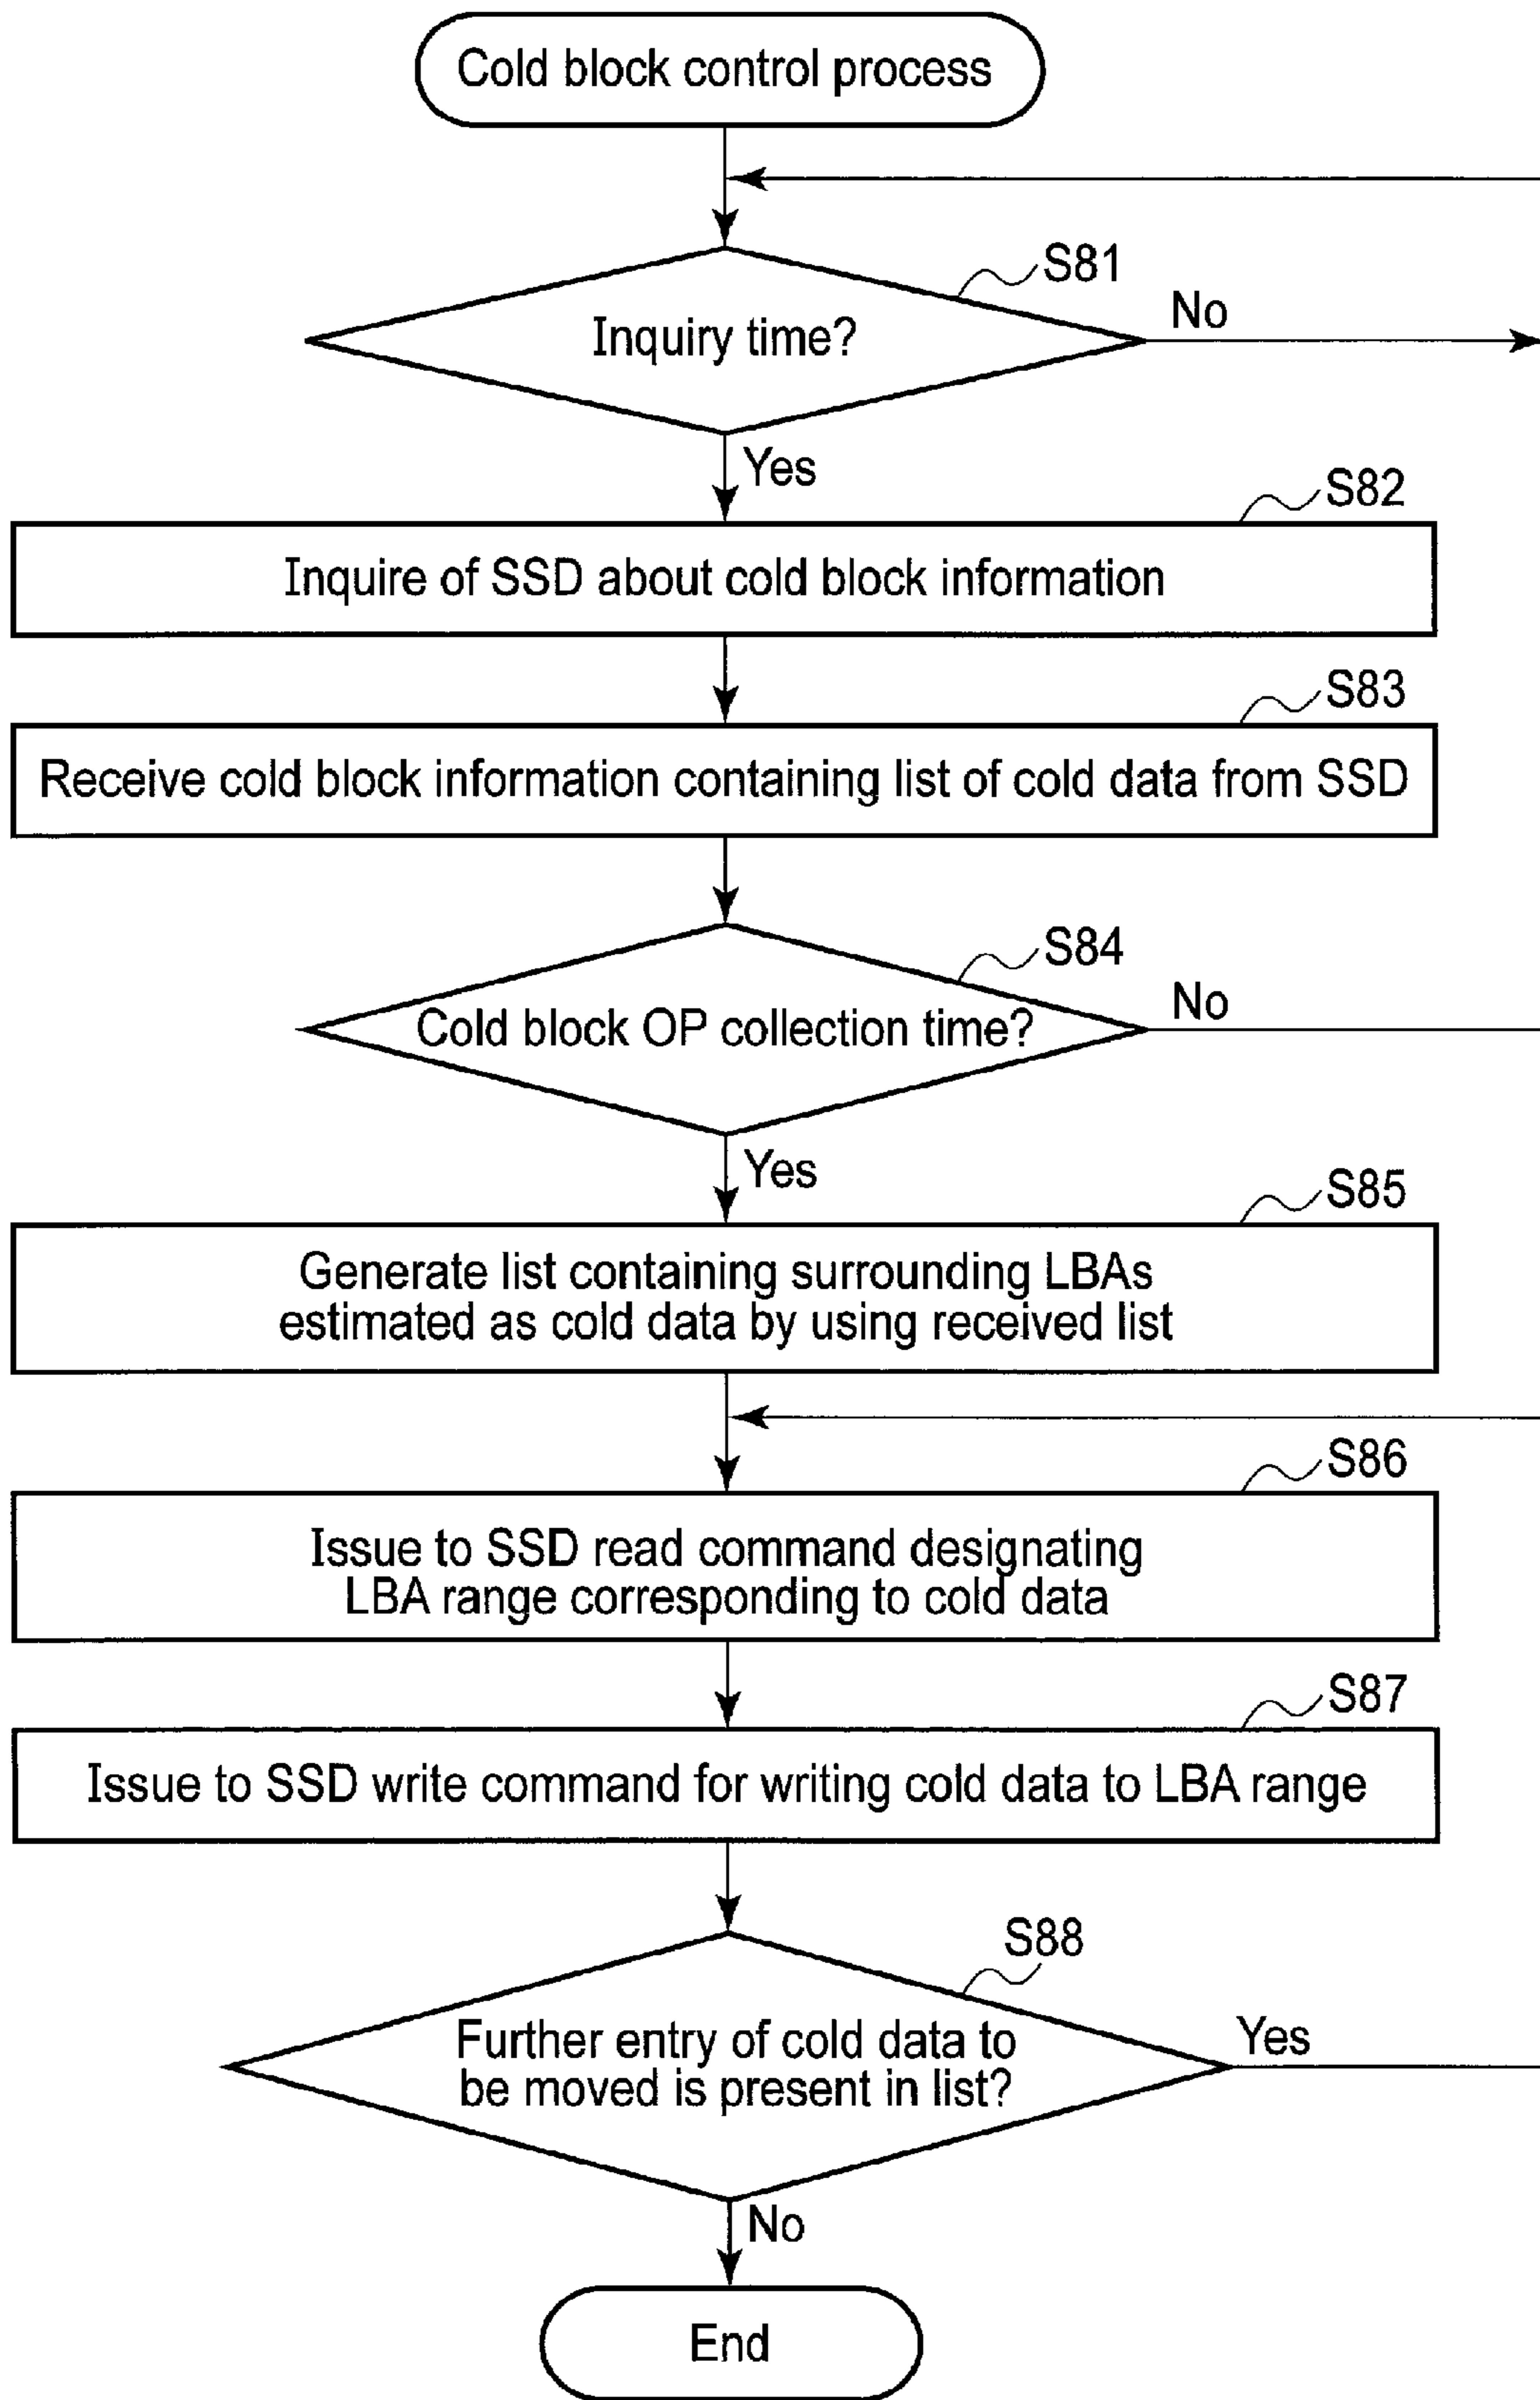 Cold block control process
S81
Inquiry time?
No
Yes
S82
Inquire of SSD about cold block information
S83
Receive cold block information containing list of cold data from SSD
S84
Cold block OP collection time?
No
Yes
S85
Generate list containing surrounding LBAs
estimated as cold data by using received list
S86
Issue to SSD read command designating
LBA range corresponding to cold data
S87
Issue to SSD write command for writing cold data to LBA range
S88
Further entry of cold data to
be moved is present in list?
Yes
No
End